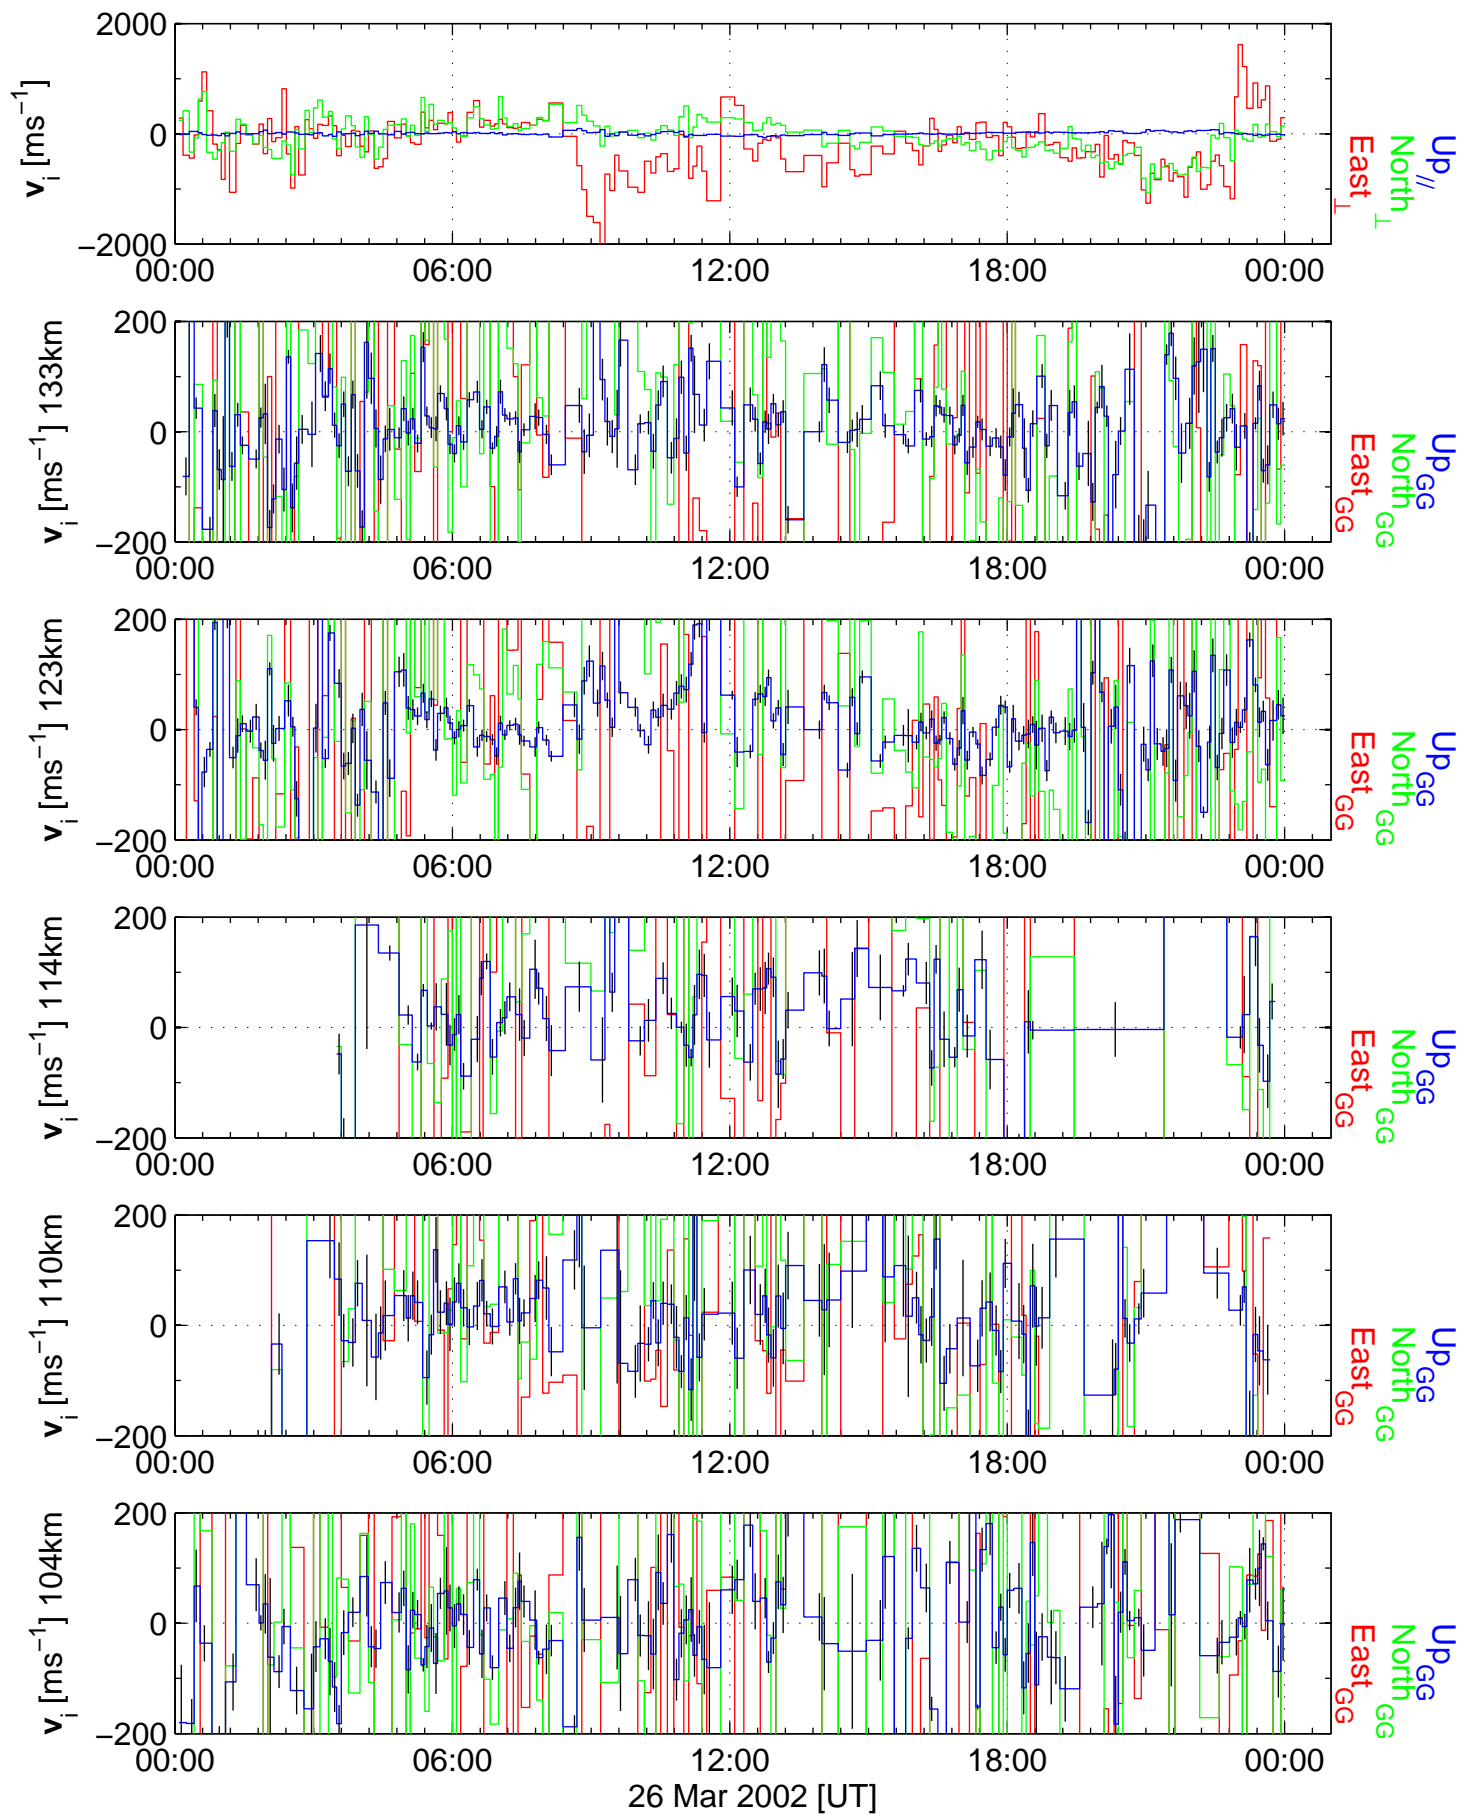 2000
0
−2000
v_i [ms⁻¹]
00:00 06:00 12:00 18:00 00:00
Up_//
North_⊥
East_⊥
200
0
−200
v_i [ms⁻¹] 133km
00:00 06:00 12:00 18:00 00:00
Up_GG
North_GG
East_GG
200
0
−200
v_i [ms⁻¹] 123km
00:00 06:00 12:00 18:00 00:00
Up_GG
North_GG
East_GG
200
0
−200
v_i [ms⁻¹] 114km
00:00 06:00 12:00 18:00 00:00
Up_GG
North_GG
East_GG
200
0
−200
v_i [ms⁻¹] 110km
00:00 06:00 12:00 18:00 00:00
Up_GG
North_GG
East_GG
200
0
−200
v_i [ms⁻¹] 104km
00:00 06:00 12:00 18:00 00:00
Up_GG
North_GG
East_GG
26 Mar 2002 [UT]